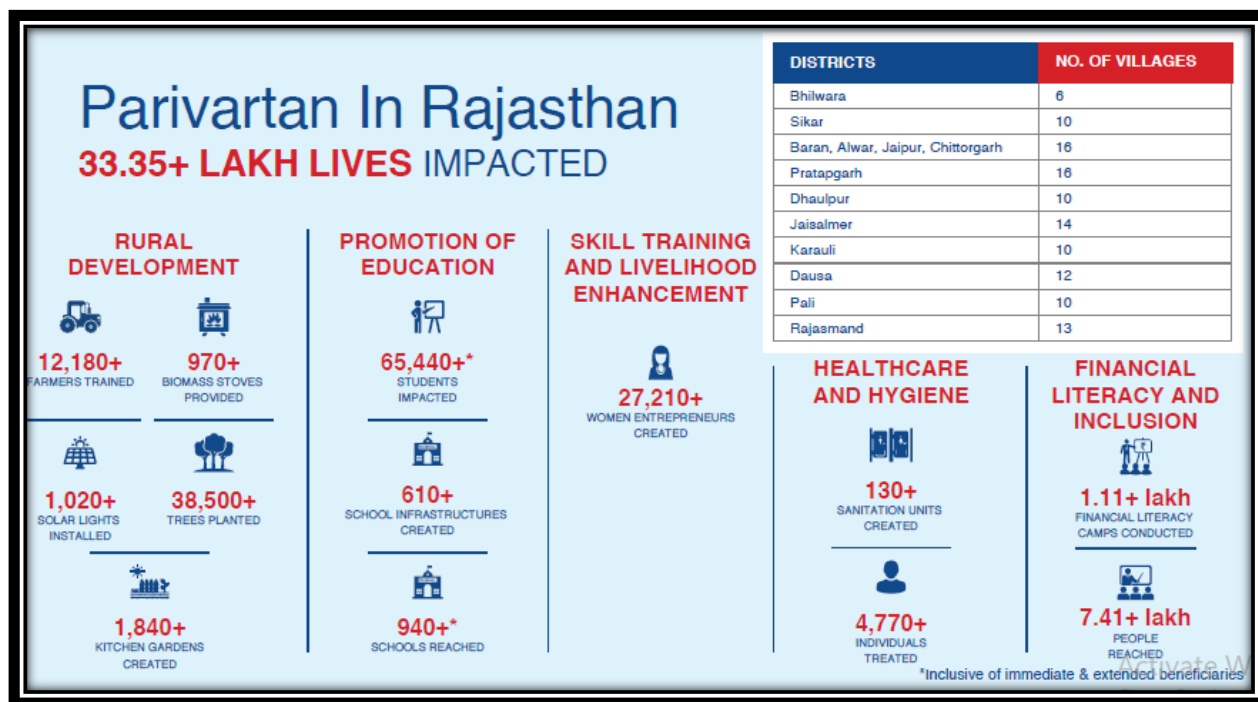 Parivartan In Rajasthan
33.35+ LAKH LIVES IMPACTED
DISTRICTS NO. OF VILLAGES
Bhilwara 6
Sikar 10
Baran, Alwar, Jaipur, Chittorgarh 16
Pratapgarh 16
Dhaulpur 10
Jaisalmer 14
Karauli 10
Dausa 12
Pali 10
Rajasmand 13
RURAL
DEVELOPMENT
12,180+
FARMERS TRAINED
970+
BIOMASS STOVES
PROVIDED
1,020+
SOLAR LIGHTS
INSTALLED
38,500+
TREES PLANTED
1,840+
KITCHEN GARDENS
CREATED
PROMOTION OF
EDUCATION
65,440+*
STUDENTS
IMPACTED
610+
SCHOOL INFRASTRUCTURES
CREATED
940+*
SCHOOLS REACHED
SKILL TRAINING
AND LIVELIHOOD
ENHANCEMENT
27,210+
WOMEN ENTREPRENEURS
CREATED
HEALTHCARE
AND HYGIENE
130+
SANITATION UNITS
CREATED
4,770+
INDIVIDUALS
TREATED
FINANCIAL
LITERACY AND
INCLUSION
1.11+ lakh
FINANCIAL LITERACY
CAMPS CONDUCTED
7.41+ lakh
PEOPLE
REACHED
Activate W
*Inclusive of immediate & extended beneficiaries